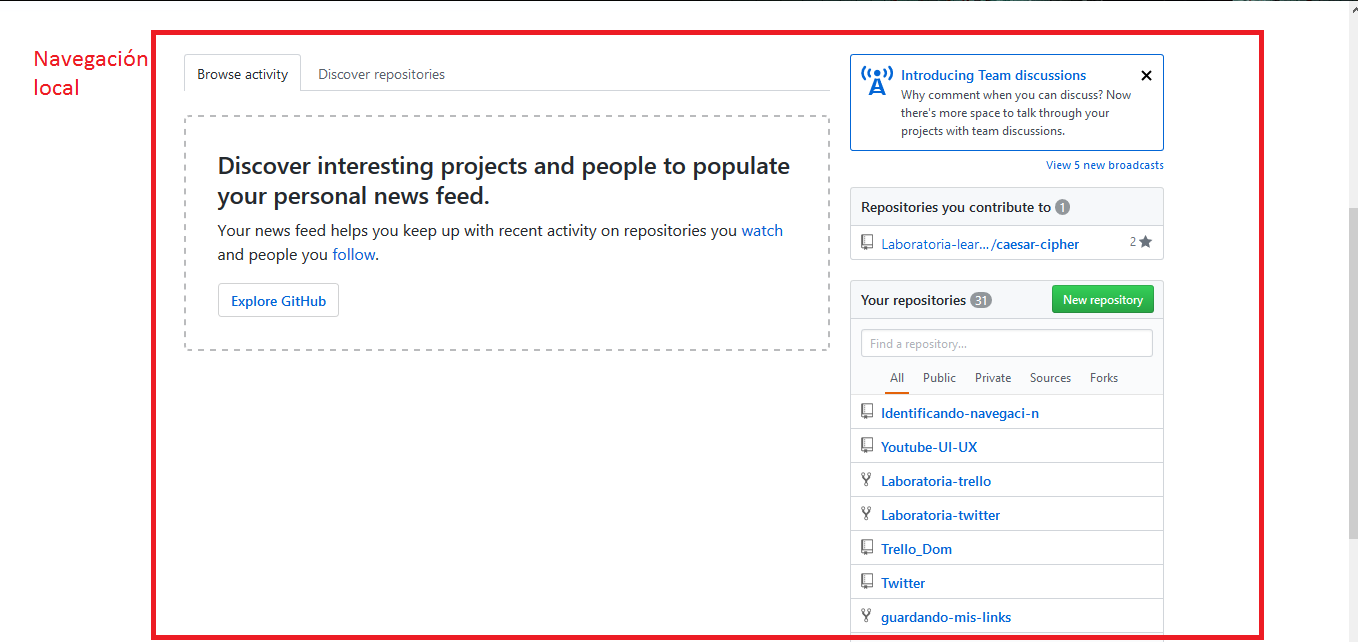 Navegación
local
Browse activity
Discover repositories
Discover interesting projects and people to populate
your personal news feed.
Your news feed helps you keep up with recent activity on repositories you watch
and people you follow.
Explore GitHub
Introducing Team discussions
Why comment when you can discuss? Now
there's more space to talk through your
projects with team discussions.
View 5 new broadcasts
Repositories you contribute to 1
Laboratoria-lear.../caesar-cipher 2
Your repositories 31
New repository
Find a repository...
All Public Private Sources Forks
Identificando-navegaci-n
Youtube-UI-UX
Laboratoria-trello
Laboratoria-twitter
Trello_Dom
Twitter
guardando-mis-links